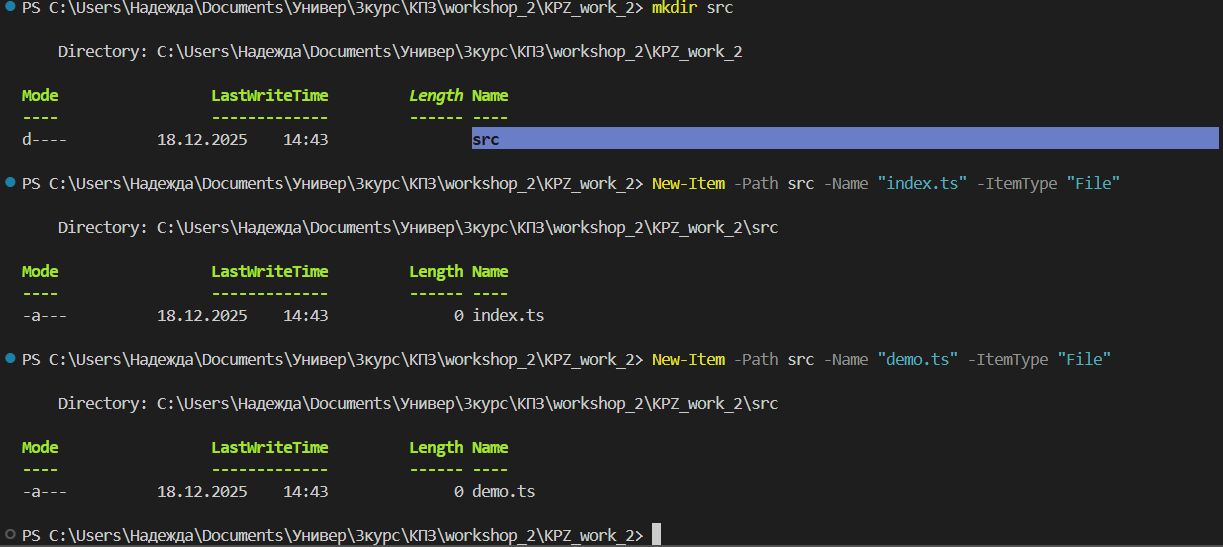 PS C:\Users\Надежда\Documents\Универ\3курс\КПЗ\workshop_2\KPZ_work_2> mkdir src
Directory: C:\Users\Надежда\Documents\Универ\3курс\КПЗ\workshop_2\KPZ_work_2
Mode LastWriteTime Length Name
---- ------------- ------ ----
d---- 18.12.2025 14:43 src
PS C:\Users\Надежда\Documents\Универ\3курс\КПЗ\workshop_2\KPZ_work_2> New-Item -Path src -Name "index.ts" -ItemType "File"
Directory: C:\Users\Надежда\Documents\Универ\3курс\КПЗ\workshop_2\KPZ_work_2\src
Mode LastWriteTime Length Name
---- ------------- ------ ----
-a--- 18.12.2025 14:43 0 index.ts
PS C:\Users\Надежда\Documents\Универ\3курс\КПЗ\workshop_2\KPZ_work_2> New-Item -Path src -Name "demo.ts" -ItemType "File"
Directory: C:\Users\Надежда\Documents\Универ\3курс\КПЗ\workshop_2\KPZ_work_2\src
Mode LastWriteTime Length Name
---- ------------- ------ ----
-a--- 18.12.2025 14:43 0 demo.ts
PS C:\Users\Надежда\Documents\Универ\3курс\КПЗ\workshop_2\KPZ_work_2>